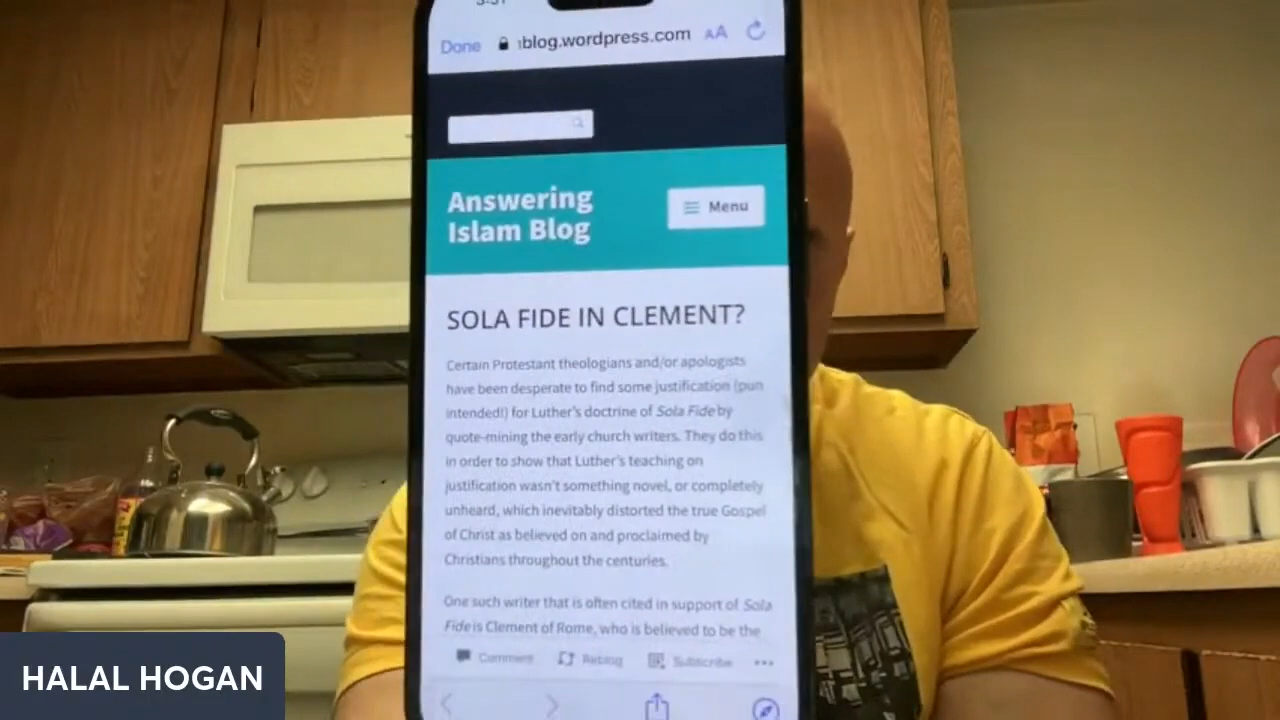 Done blog.wordpress.com AA
Answering
Islam Blog
Menu
SOLA FIDE IN CLEMENT?
Certain Protestant theologians and/or apologists
have been desperate to find some justification (pun
intended!) for Luther's doctrine of Sola Fide by
quote-mining the early church writers. They do this
in order to show that Luther's teaching on
justification wasn't something novel, or completely
unheard, which inevitably distorted the true Gospel
of Christ as believed on and proclaimed by
Christians throughout the centuries.
One such writer that is often cited in support of Sola
Fide is Clement of Rome, who is believed to be the
Comment Reblog Subscribe
HALAL HOGAN